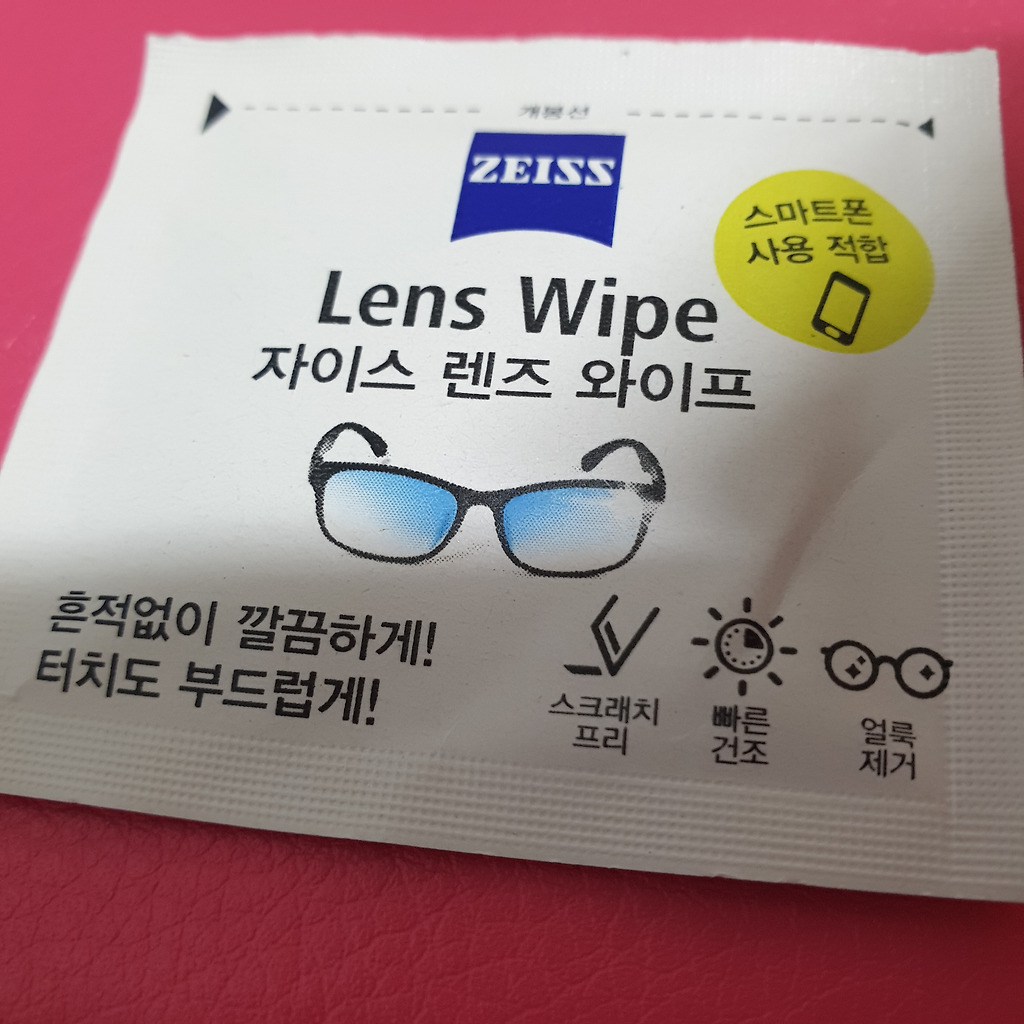 개봉선
ZEISS
스마트폰
사용 적합
Lens Wipe
자이스 렌즈 와이프
흔적없이 깔끔하게!
터치도 부드럽게!
스크래치
프리
빠른
건조
얼룩
제거